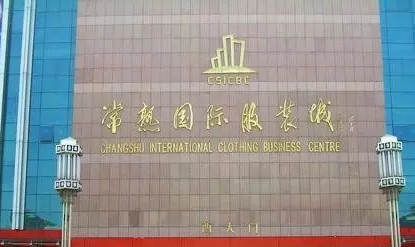 CSICBC
常熟国际服装城
CHANGSHU INTERNATIONAL CLOTHING BUSINESS CENTRE
西大门